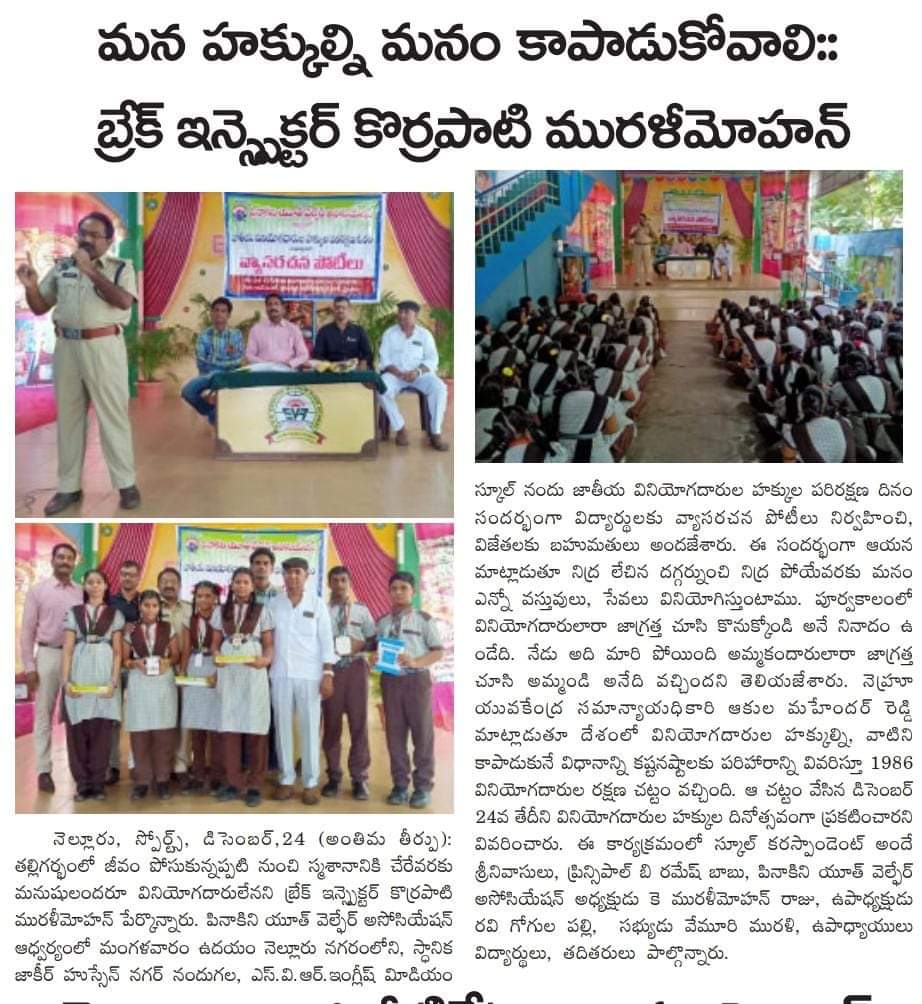 మన హక్కుల్ని మనం కాపాడుకోవాలి::
బ్రేక్ ఇన్స్పెక్టర్ కొర్రపాటి మురళీమోహన్
వ్యాసరచన పోటీలు
SVR
నెల్లూరు, స్పోర్ట్స్, డిసెంబర్,24 (అంతిమ తీర్పు):
తల్లిగర్భంలో జీవం పోసుకున్నప్పటి నుంచి స్మశానానికి చేరేవరకు
మనుషులందరూ వినియోగదారులేనని బ్రేక్ ఇన్స్పెక్టర్ కొర్రపాటి
మురళీమోహన్ పేర్కొన్నారు. పినాకిని యూత్ వెల్ఫేర్ అసోసియేషన్
ఆధ్వర్యంలో మంగళవారం ఉదయం నెల్లూరు నగరంలోని, స్థానిక
జాకీర్ హుస్సేన్ నగర్ నందుగల, ఎస్.వి.ఆర్.ఇంగ్లీష్ మీడియం
స్కూల్ నందు జాతీయ వినియోగదారుల హక్కుల పరిరక్షణ దినం
సందర్భంగా విద్యార్థులకు వ్యాసరచన పోటీలు నిర్వహించి,
విజేతలకు బహుమతులు అందజేశారు. ఈ సందర్భంగా ఆయన
మాట్లాడుతూ నిద్ర లేచిన దగ్గర్నుంచి నిద్ర పోయేవరకు మనం
ఎన్నో వస్తువులు, సేవలు వినియోగిస్తుంటాము. పూర్వకాలంలో
వినియోగదారులారా జాగ్రత్త చూసి కొనుక్కోండి అనే నినాదం ఉ
ండేది. నేడు అది మారి పోయింది అమ్మకందారులారా జాగ్రత్త
చూసి అమ్మండి అనేది వచ్చిందని తెలియజేశారు. నెహ్రూ
యువకేంద్ర సమాన్యాయధికారి ఆకుల మహేందర్ రెడ్డి
మాట్లాడుతూ దేశంలో వినియోగదారుల హక్కుల్ని, వాటిని
కాపాడుకునే విధానాన్ని కష్టనష్టాలకు పరిహారాన్ని వివరిస్తూ 1986
వినియోగదారుల రక్షణ చట్టం వచ్చింది. ఆ చట్టం వేసిన డిసెంబర్
24వ తేదీని వినియోగదారుల హక్కుల దినోత్సవంగా ప్రకటించారని
వివరించారు. ఈ కార్యక్రమంలో స్కూల్ కరస్పాండెంట్ అందే
శ్రీనివాసులు, ప్రిన్సిపాల్ బి రమేష్ బాబు, పినాకిని యూత్ వెల్ఫేర్
అసోసియేషన్ అధ్యక్షుడు కె మురళీమోహన్ రాజు, ఉపాధ్యక్షుడు
రవి గోగుల పల్లి, సభ్యుడు వేమూరి మురళి, ఉపాధ్యాయులు
విద్యార్థులు, తదితరులు పాల్గొన్నారు.